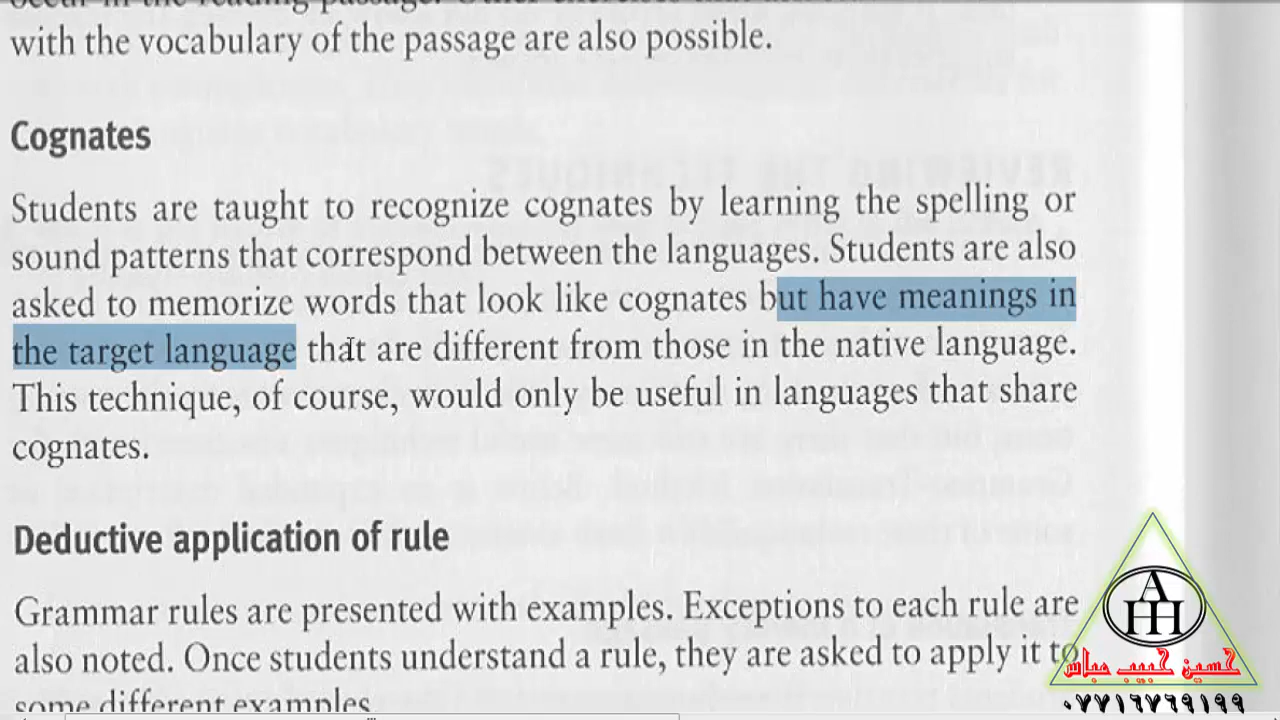 with the vocabulary of the passage are also possible.
Cognates
Students are taught to recognize cognates by learning the spelling or
sound patterns that correspond between the languages. Students are also
asked to memorize words that look like cognates but have meanings in
the target language that are different from those in the native language.
This technique, of course, would only be useful in languages that share
cognates.
Deductive application of rule
Grammar rules are presented with examples. Exceptions to each rule are
also noted. Once students understand a rule, they are asked to apply it to
some different examples
AHH
حسين حبيب عباس
٠٧٧١٦٧٦٩١٩٩